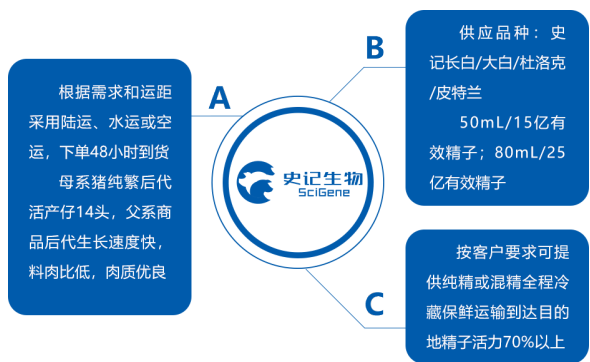 A
根据需求和运距
采用陆运、水运或空
运，下单48小时到货
母系猪纯繁后代
活产仔14头，父系商
品后代生长速度快，
料肉比低，肉质优良
史记生物
SciGene
B
供应品种：史
记长白/大白/杜洛克
/皮特兰
50mL/15亿有
效精子；80mL/25
亿有效精子
C
按客户要求可提
供纯精或混精全程冷
藏保鲜运输到达目的
地精子活力70%以上